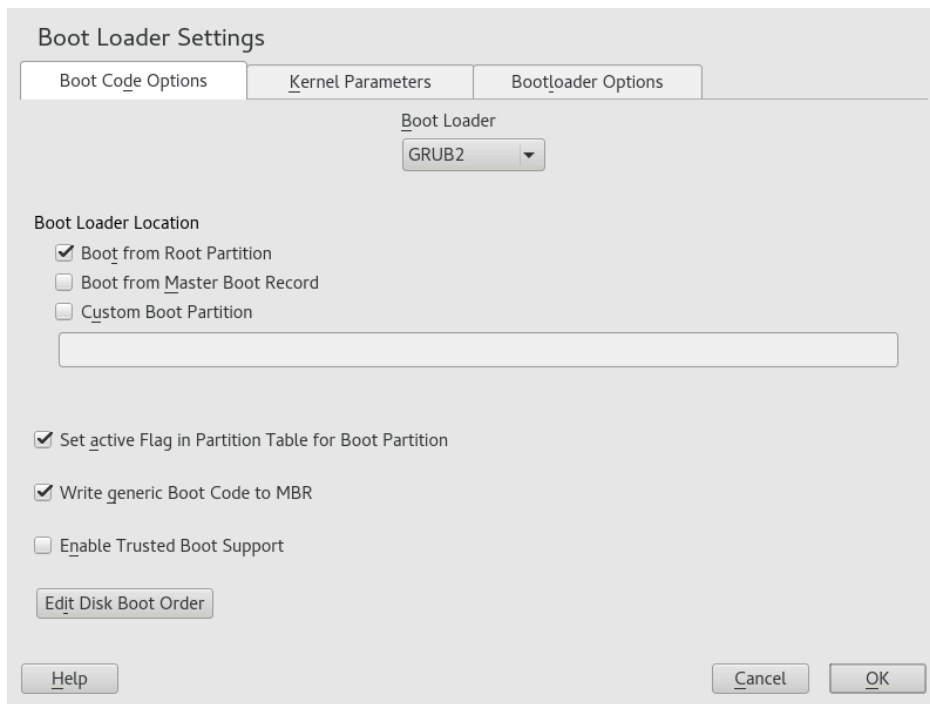 Boot Loader Settings
Boot Code Options
Kernel Parameters
Bootloader Options
Boot Loader
GRUB2
Boot Loader Location
Boot from Root Partition
Boot from Master Boot Record
Custom Boot Partition
Set active Flag in Partition Table for Boot Partition
Write generic Boot Code to MBR
Enable Trusted Boot Support
Edit Disk Boot Order
Help
Cancel
OK